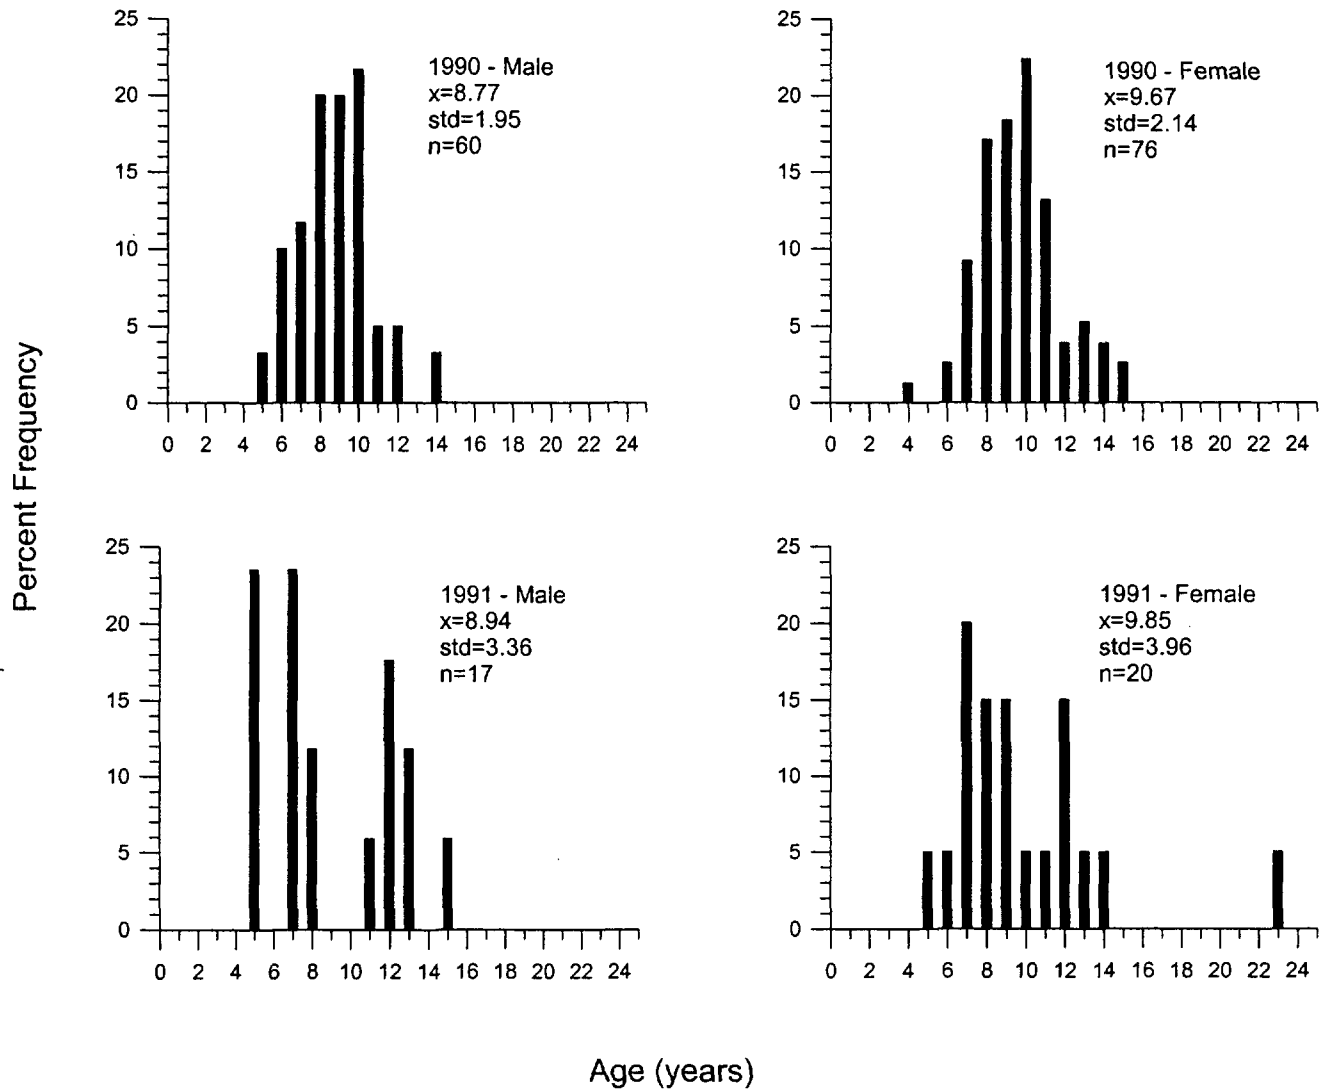 Percent Frequency
25
20
15
10
5
0
0 2 4 6 8 10 12 14 16 18 20 22 24
1990 - Male
x=8.77
std=1.95
n=60
25
20
15
10
5
0
0 2 4 6 8 10 12 14 16 18 20 22 24
1990 - Female
x=9.67
std=2.14
n=76
25
20
15
10
5
0
0 2 4 6 8 10 12 14 16 18 20 22 24
1991 - Male
x=8.94
std=3.36
n=17
25
20
15
10
5
0
0 2 4 6 8 10 12 14 16 18 20 22 24
1991 - Female
x=9.85
std=3.96
n=20
Age (years)